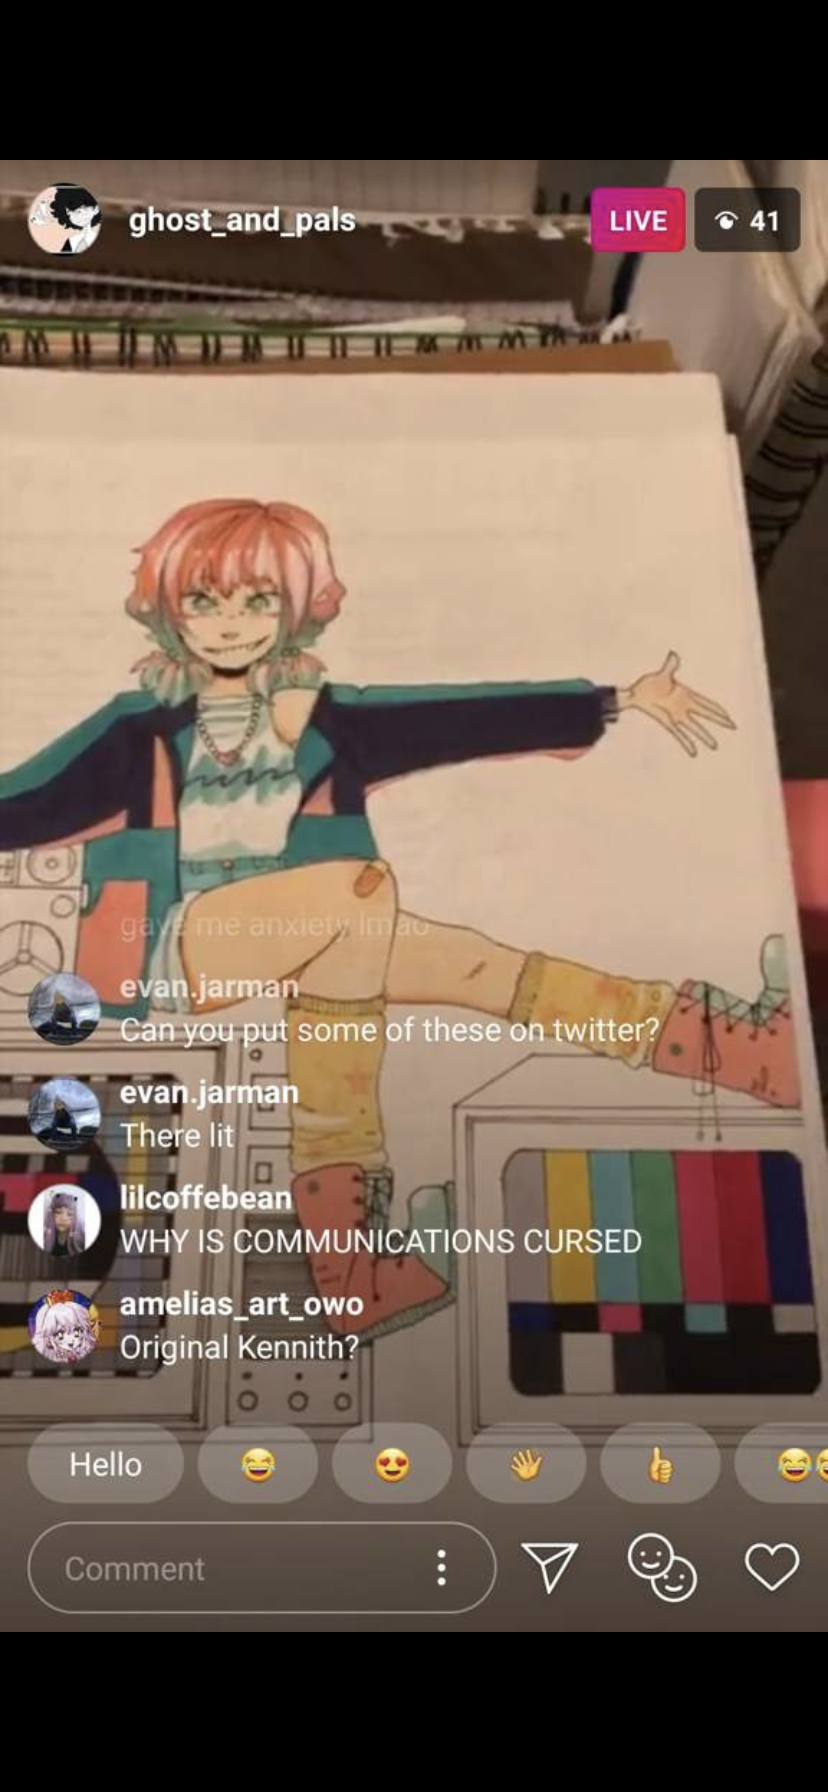 ghost_and_pals
LIVE
41
gave me anxiety lmao
evan.jarman
Can you put some of these on twitter?
evan.jarman
There lit
lilcoffebean
WHY IS COMMUNICATIONS CURSED
amelias_art_owo
Original Kennith?
Hello
Comment